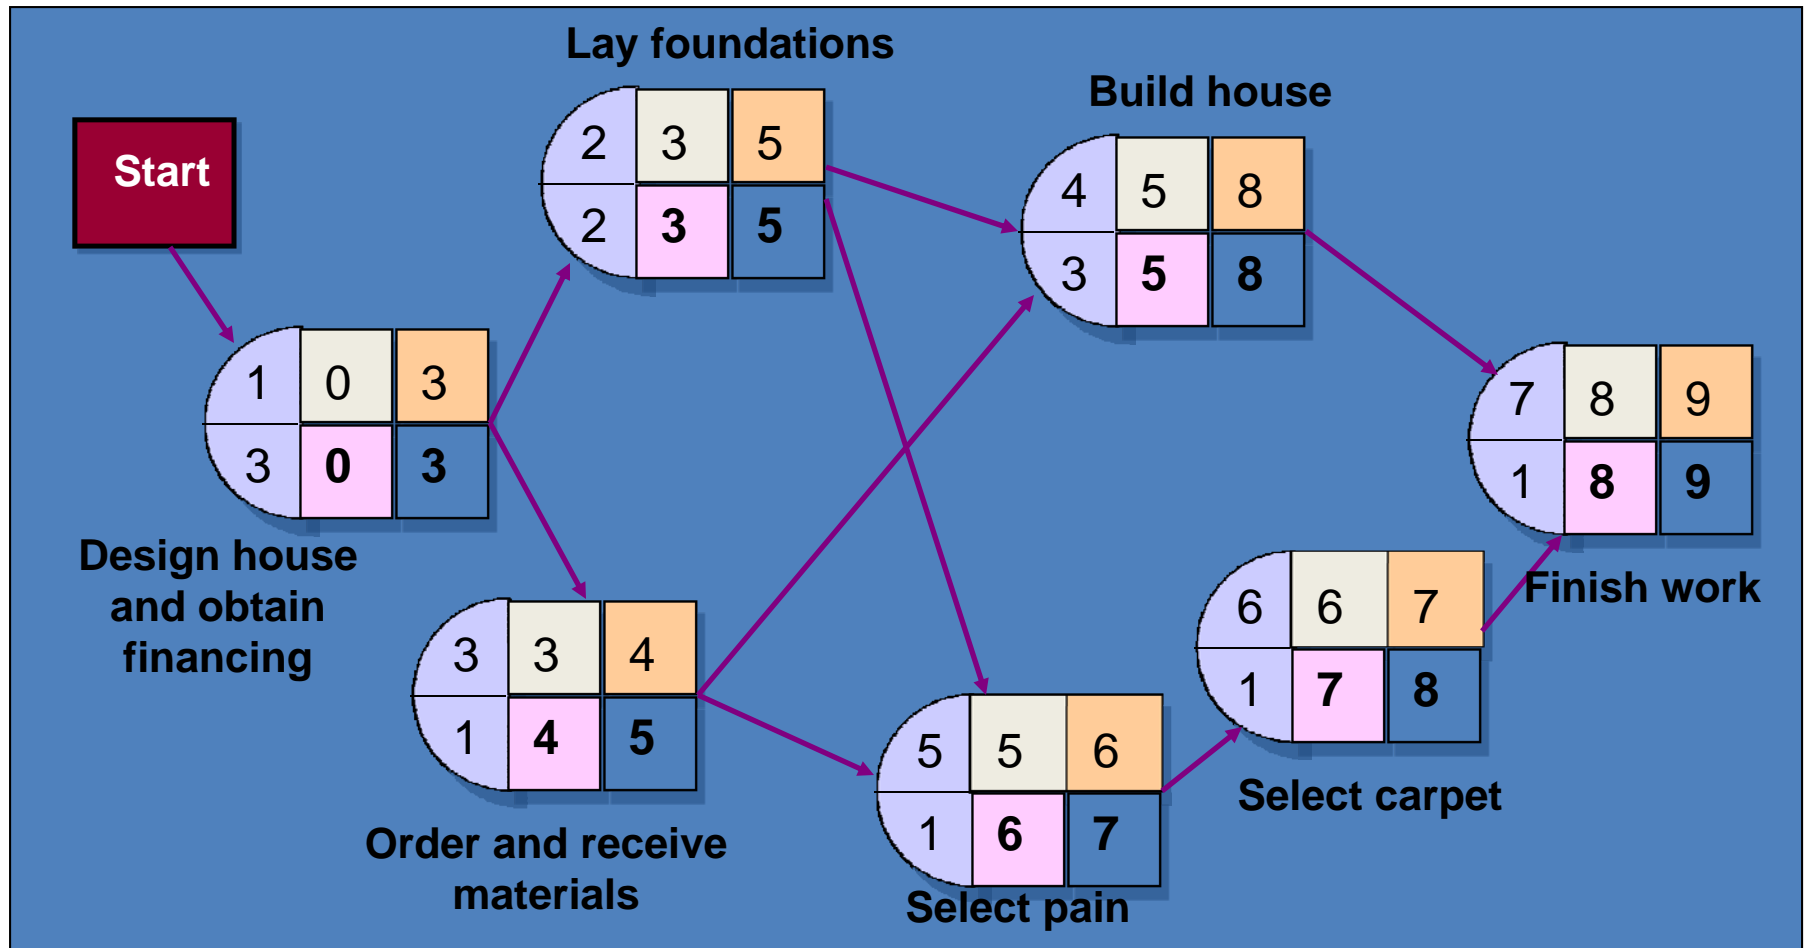 Lay foundations
Build house
Start
2 3 5
2 3 5
4 5 8
3 5 8
1 0 3
3 0 3
7 8 9
1 8 9
Design house
and obtain
financing
Finish work
3 3 4
1 4 5
6 6 7
1 7 8
5 5 6
1 6 7
Select carpet
Order and receive
materials
Select pain